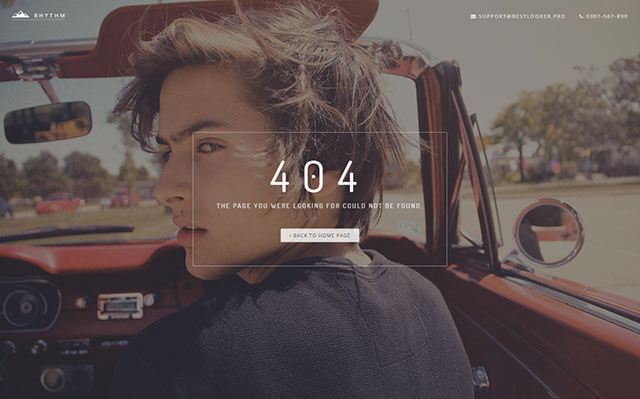 RHYTHM
SUPPORT@BESTLOOKER.PRO 0307-567-890
404
THE PAGE YOU WERE LOOKING FOR COULD NOT BE FOUND.
BACK TO HOME PAGE